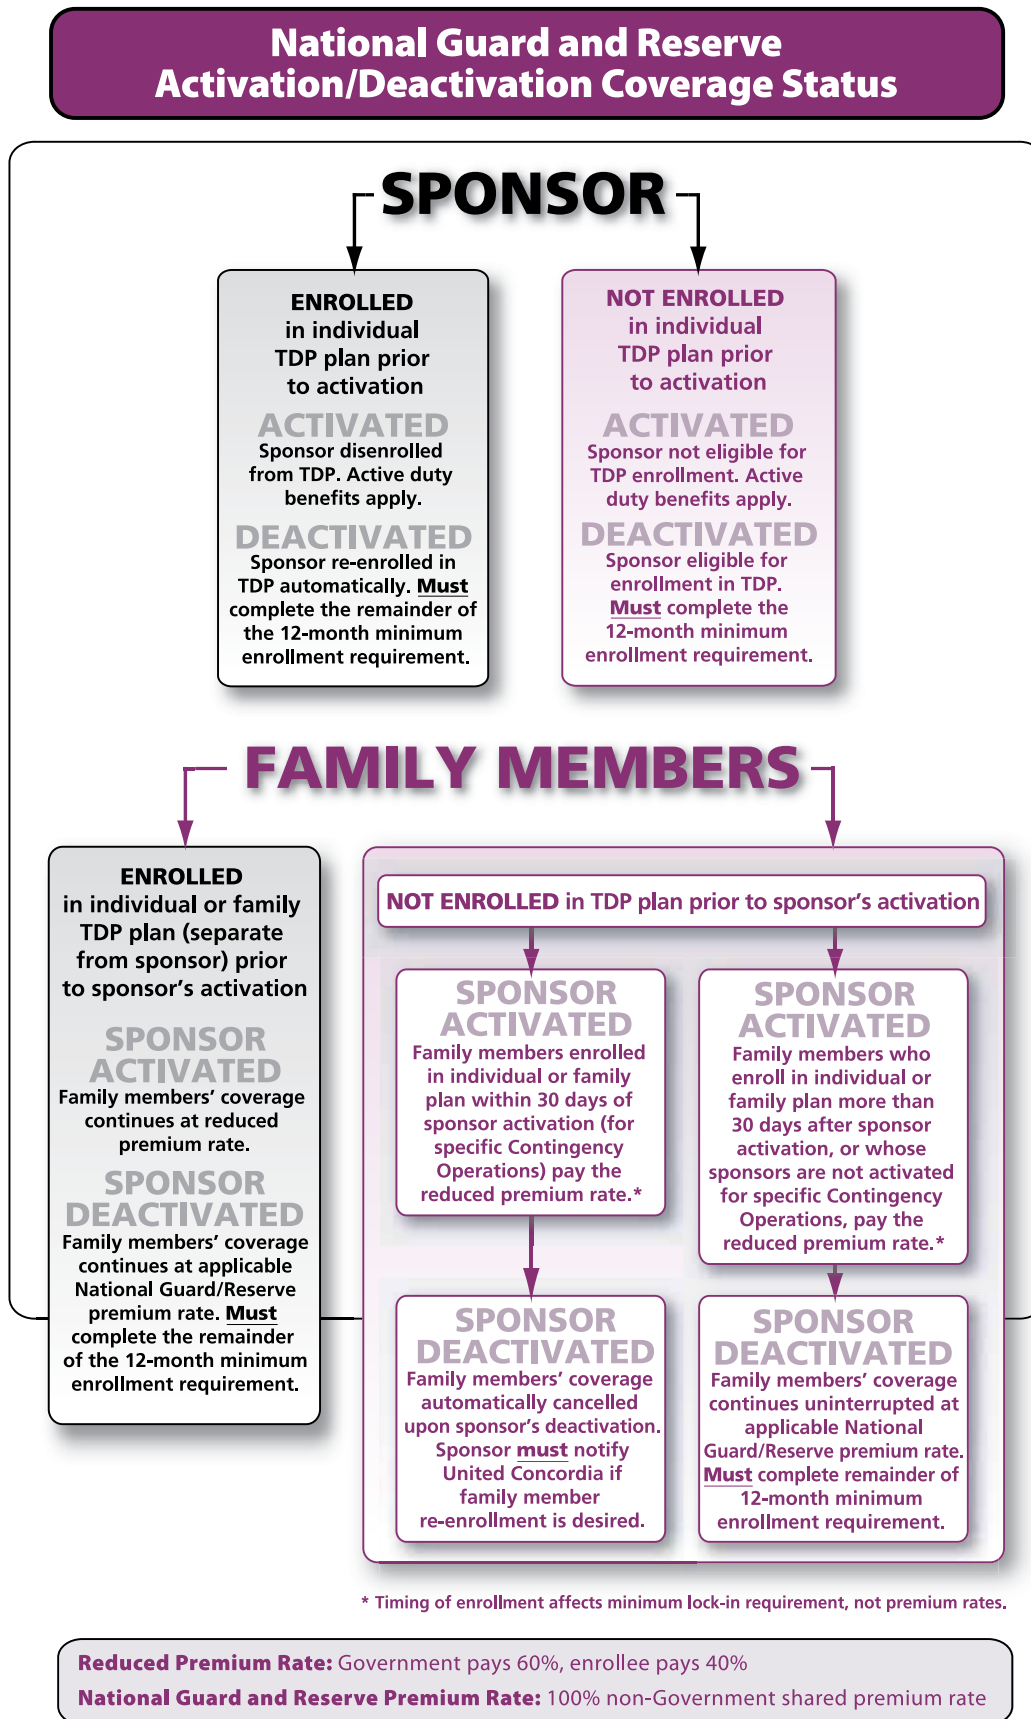 National Guard and Reserve
Activation/Deactivation Coverage Status
SPONSOR
ENROLLED
in individual
TDP plan prior
to activation
ACTIVATED
Sponsor disenrolled
from TDP. Active duty
benefits apply.
DEACTIVATED
Sponsor re-enrolled in
TDP automatically. Must
complete the remainder of
the 12-month minimum
enrollment requirement.
NOT ENROLLED
in individual
TDP plan prior
to activation
ACTIVATED
Sponsor not eligible for
TDP enrollment. Active
duty benefits apply.
DEACTIVATED
Sponsor eligible for
enrollment in TDP.
Must complete the
12-month minimum
enrollment requirement.
FAMILY MEMBERS
ENROLLED
in individual or family
TDP plan (separate
from sponsor) prior
to sponsor's activation
SPONSOR
ACTIVATED
Family members' coverage
continues at reduced
premium rate.
SPONSOR
DEACTIVATED
Family members' coverage
continues at applicable
National Guard/Reserve
premium rate. Must
complete the remainder
of the 12-month minimum
enrollment requirement.
NOT ENROLLED in TDP plan prior to sponsor's activation
SPONSOR
ACTIVATED
Family members enrolled
in individual or family
plan within 30 days of
sponsor activation (for
specific Contingency
Operations) pay the
reduced premium rate.*
SPONSOR
DEACTIVATED
Family members' coverage
automatically cancelled
upon sponsor's deactivation.
Sponsor must notify
United Concordia if
family member
re-enrollment is desired.
SPONSOR
ACTIVATED
Family members who
enroll in individual or
family plan more than
30 days after sponsor
activation, or whose
sponsors are not activated
for specific Contingency
Operations, pay the
reduced premium rate.*
SPONSOR
DEACTIVATED
Family members' coverage
continues uninterrupted at
applicable National
Guard/Reserve premium rate.
Must complete remainder of
12-month minimum
enrollment requirement.
* Timing of enrollment affects minimum lock-in requirement, not premium rates.
Reduced Premium Rate: Government pays 60%, enrollee pays 40%
National Guard and Reserve Premium Rate: 100% non-Government shared premium rate